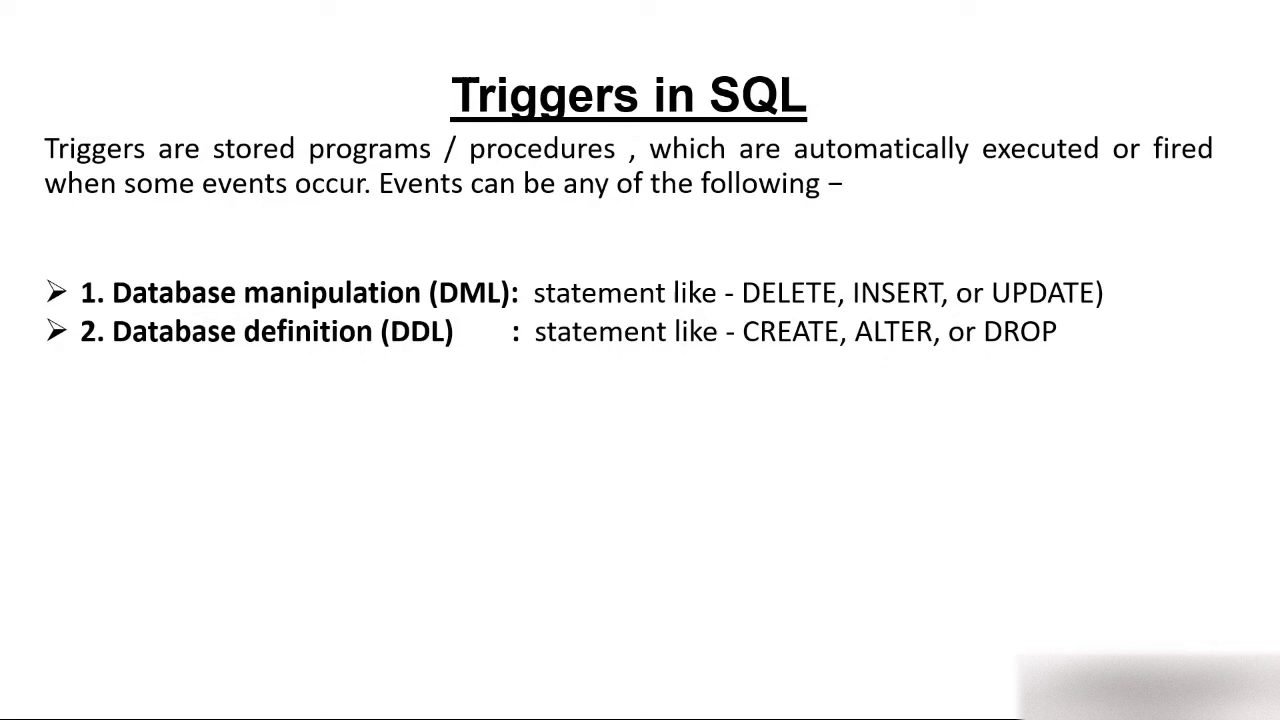 Triggers in SQL
Triggers are stored programs / procedures , which are automatically executed or fired
when some events occur. Events can be any of the following −
➢ 1. Database manipulation (DML): statement like - DELETE, INSERT, or UPDATE)
➢ 2. Database definition (DDL) : statement like - CREATE, ALTER, or DROP